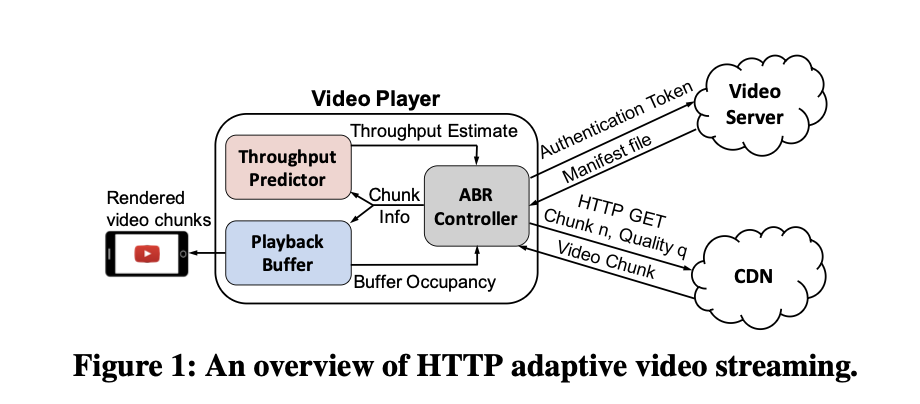 Video Player
Throughput Estimate
Throughput
Predictor
Chunk
Info
ABR
Controller
Playback
Buffer
Buffer Occupancy
Rendered
video chunks
Authentication Token
Manifest file
Video
Server
HTTP GET
Chunk n, Quality q
Video Chunk
CDN
Figure 1: An overview of HTTP adaptive video streaming.